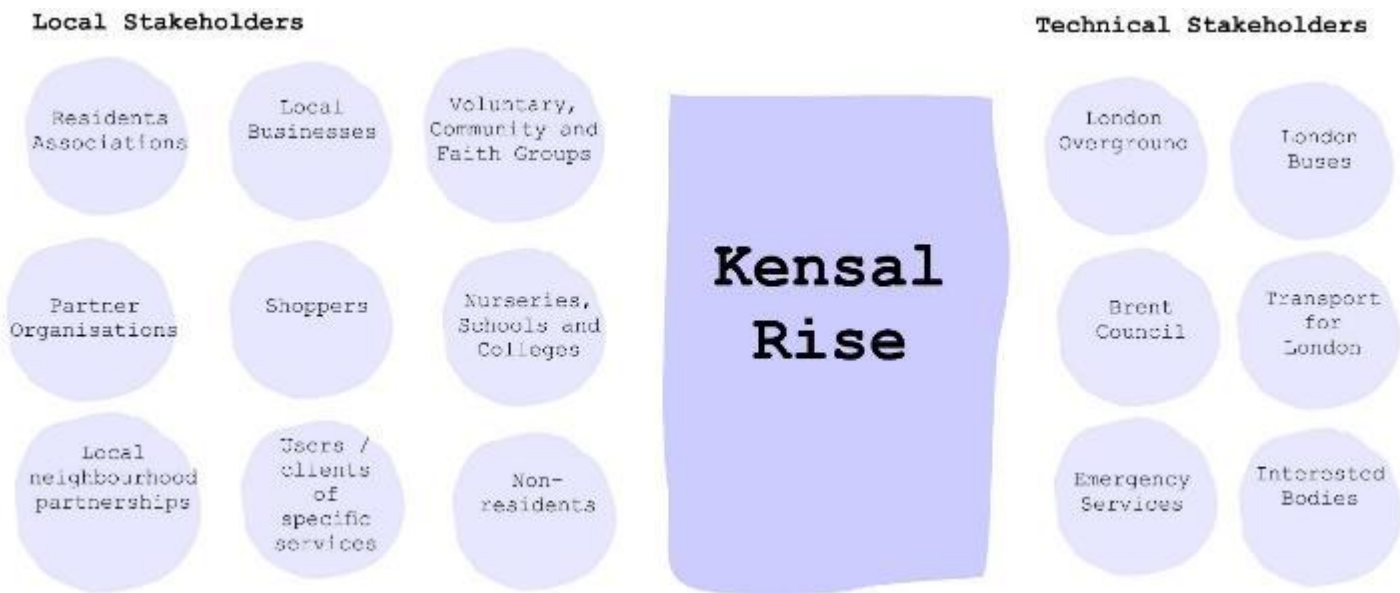 Local Stakeholders
Residents
Associations
Local
Businesses
Voluntary,
Community and
Faith Groups
Partner
Organisations
Shoppers
Nurseries,
Schools and
Colleges
Local
neighbourhood
partnerships
Users /
clients
of
specific
services
Non-
residents
Kensal
Rise
Technical Stakeholders
London
Overground
London
Buses
Brent
Council
Transport
for
London
Emergency
Services
Interested
Bodies